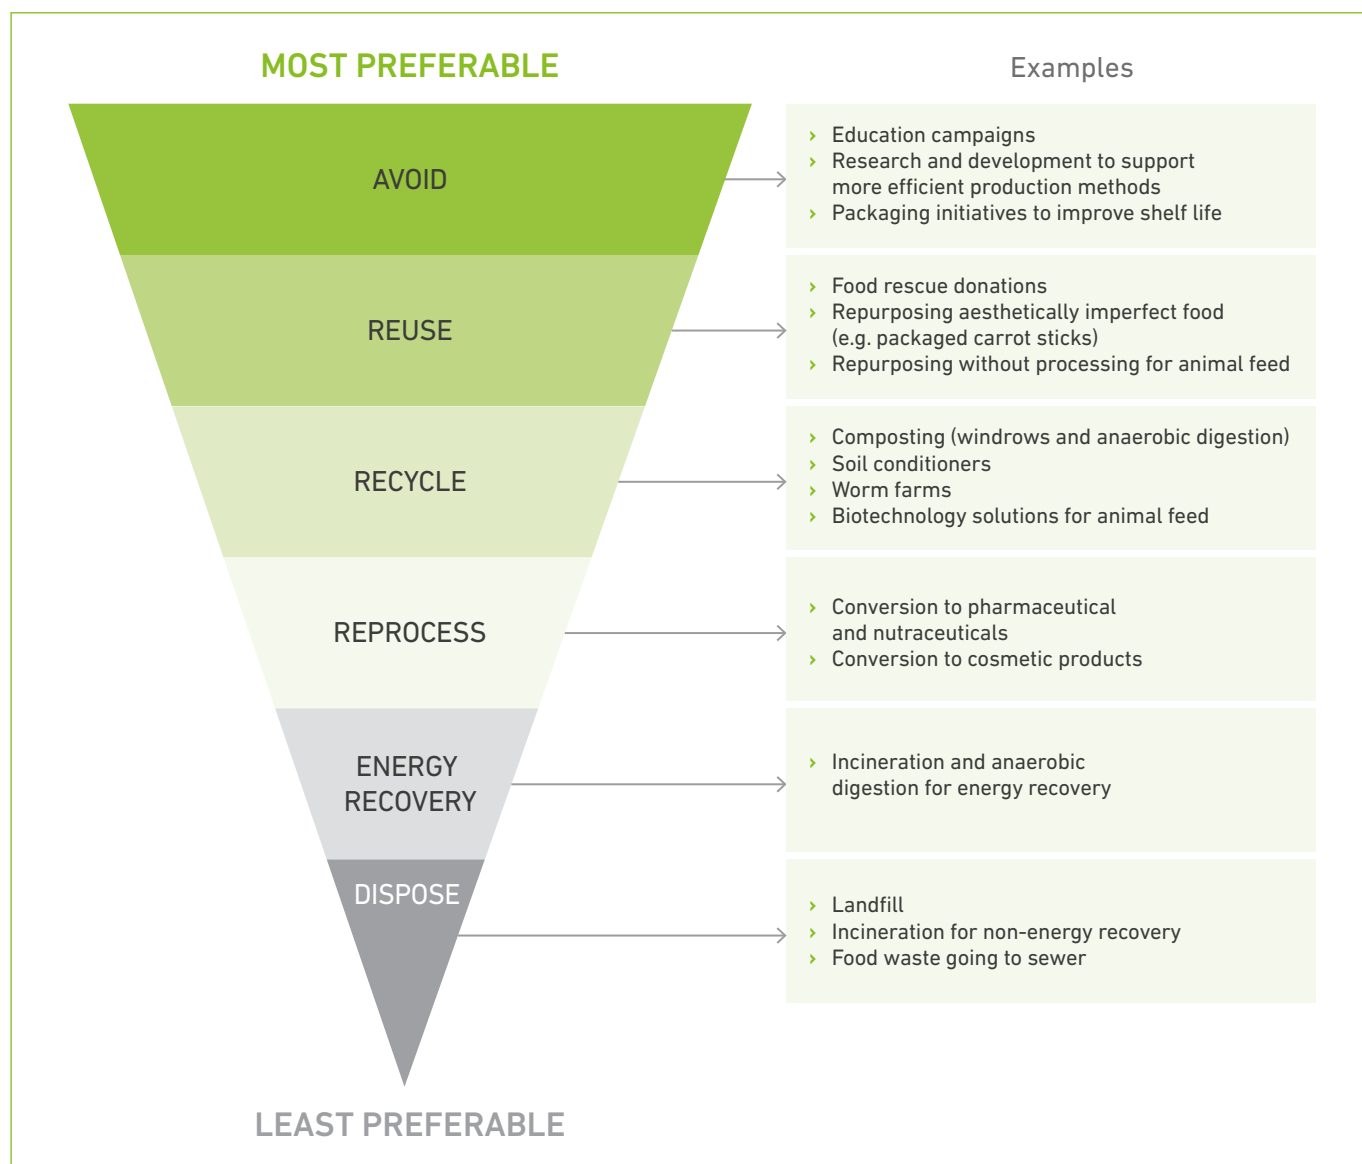 MOST PREFERABLE
Examples
AVOID
› Education campaigns
› Research and development to support
more efficient production methods
› Packaging initiatives to improve shelf life
REUSE
› Food rescue donations
› Repurposing aesthetically imperfect food
(e.g. packaged carrot sticks)
› Repurposing without processing for animal feed
RECYCLE
› Composting (windrows and anaerobic digestion)
› Soil conditioners
› Worm farms
› Biotechnology solutions for animal feed
REPROCESS
› Conversion to pharmaceutical
and nutraceuticals
› Conversion to cosmetic products
ENERGY
RECOVERY
› Incineration and anaerobic
digestion for energy recovery
DISPOSE
› Landfill
› Incineration for non-energy recovery
› Food waste going to sewer
LEAST PREFERABLE